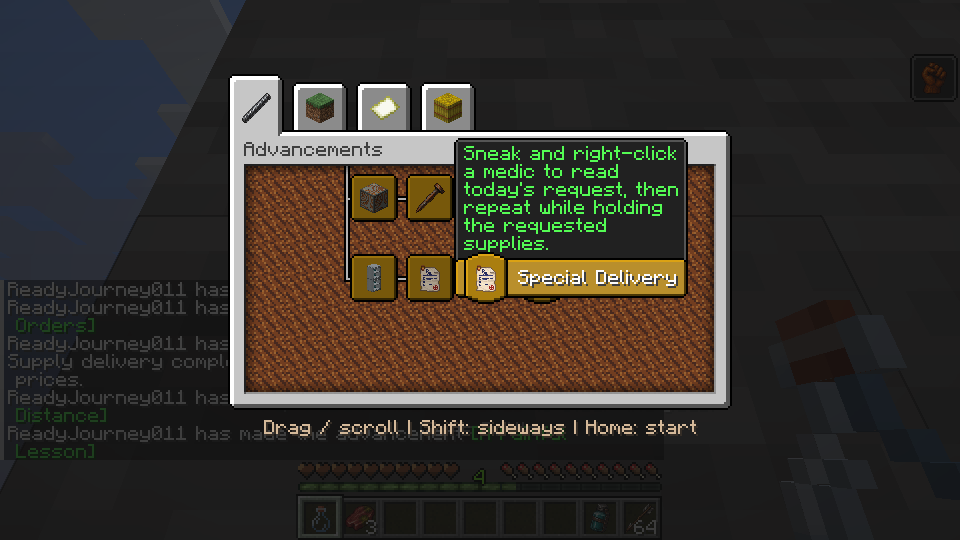 Advancements
Sneak and right-click
a medic to read
today's request, then
repeat while holding
the requested
supplies.
Special Delivery
ReadyJourney011 has
ReadyJourney011 has
Orders]
ReadyJourney011 has
Supply delivery compl
prices.
ReadyJourney011 has
Distance]
ReadyJourney011 has made the advancement
Lesson]
Drag / scroll | Shift: sideways | Home: start
4
3
64